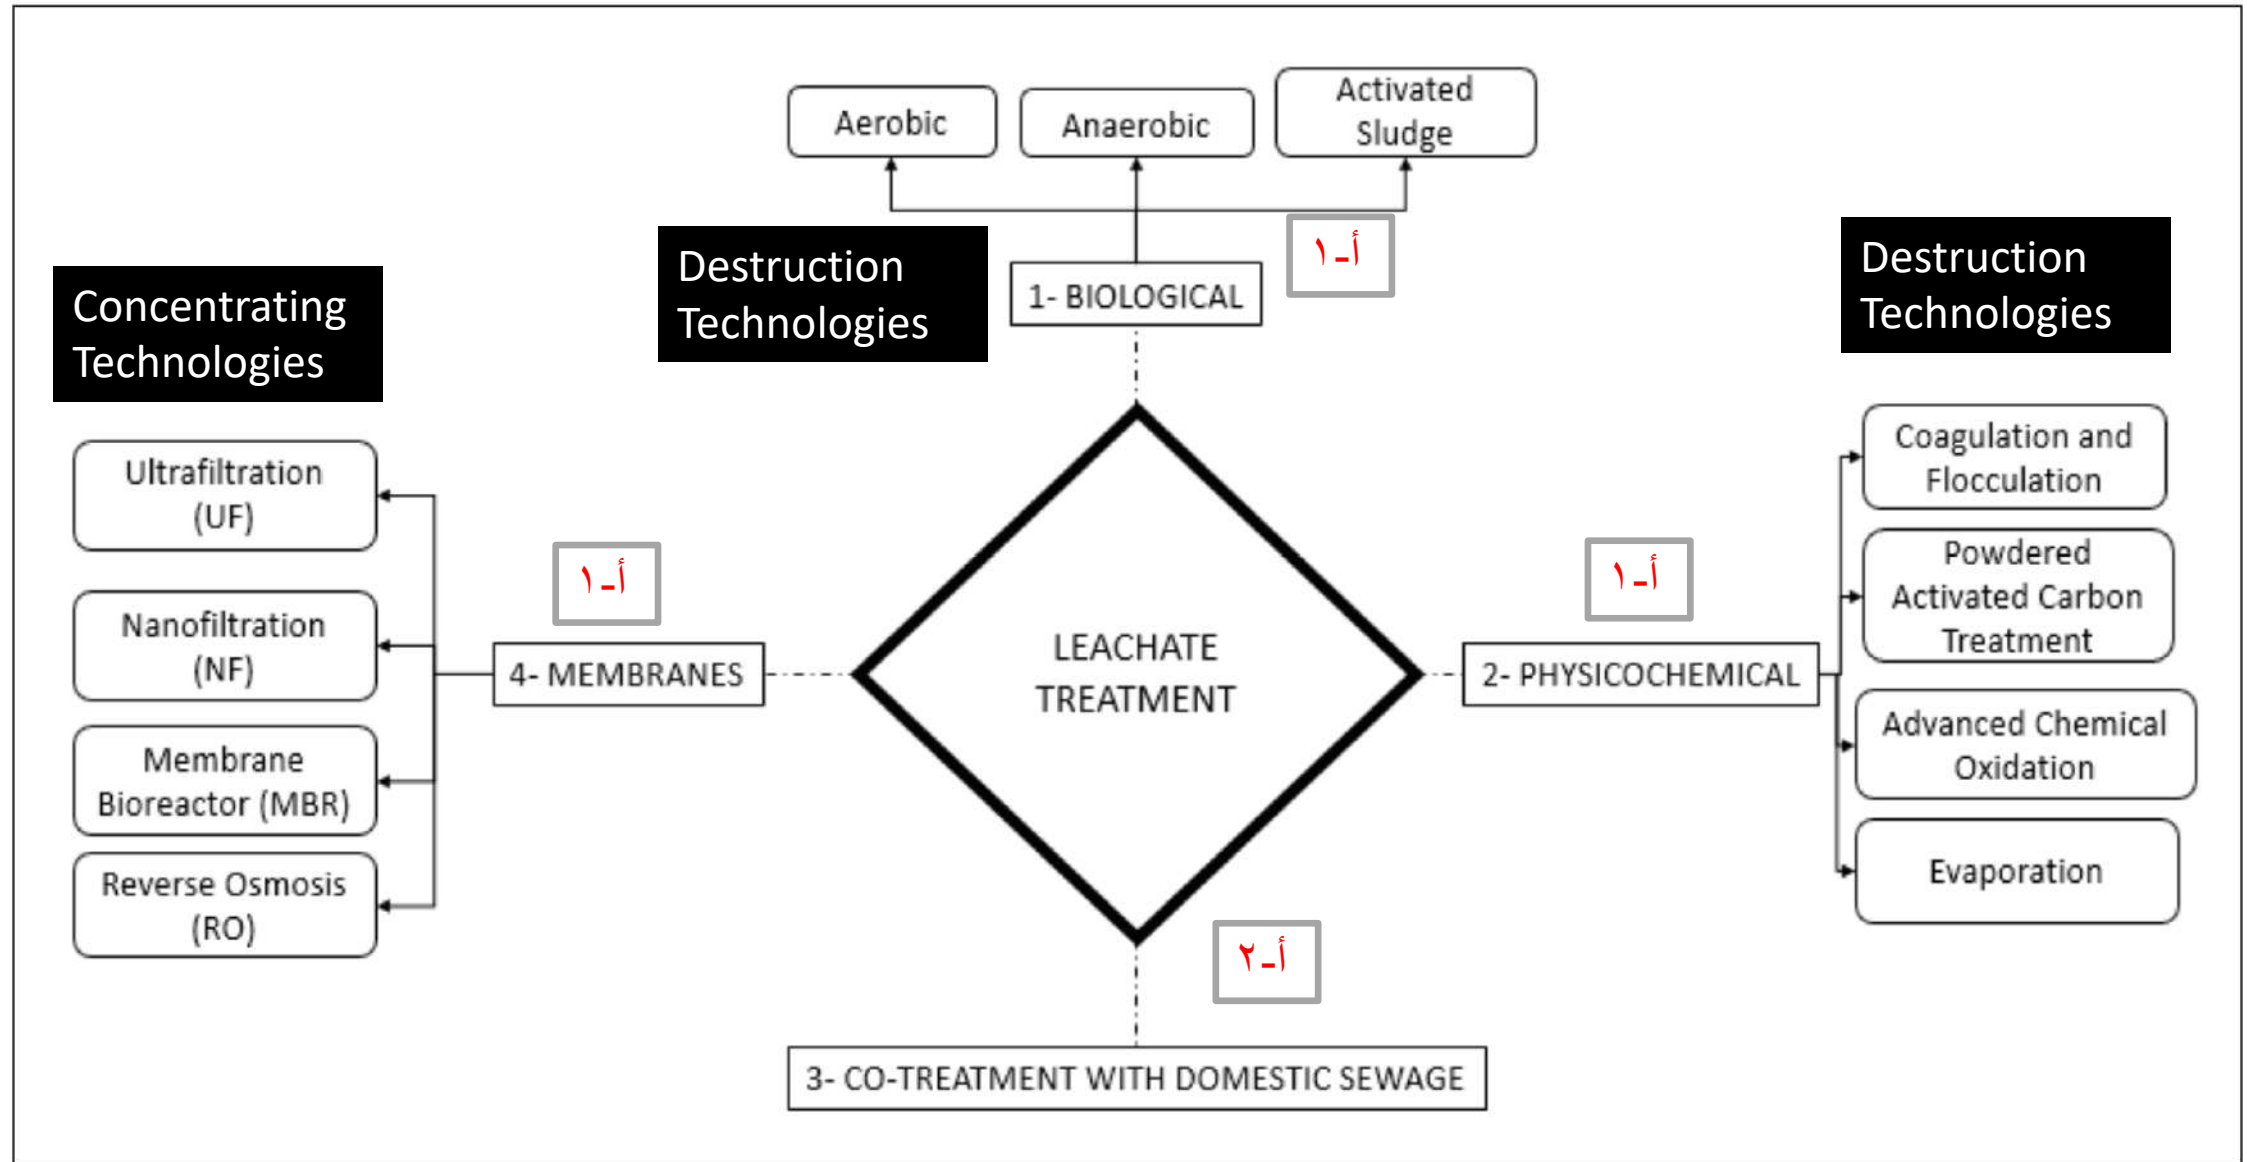 Aerobic
Anaerobic
Activated
Sludge
أ-١
Destruction
Technologies
1- BIOLOGICAL
Destruction
Technologies
Concentrating
Technologies
Ultrafiltration
(UF)
Nanofiltration
(NF)
Membrane
Bioreactor (MBR)
Reverse Osmosis
(RO)
أ-١
4- MEMBRANES
LEACHATE
TREATMENT
أ-١
2- PHYSICOCHEMICAL
Coagulation and
Flocculation
Powdered
Activated Carbon
Treatment
Advanced Chemical
Oxidation
Evaporation
أ-٢
3- CO-TREATMENT WITH DOMESTIC SEWAGE